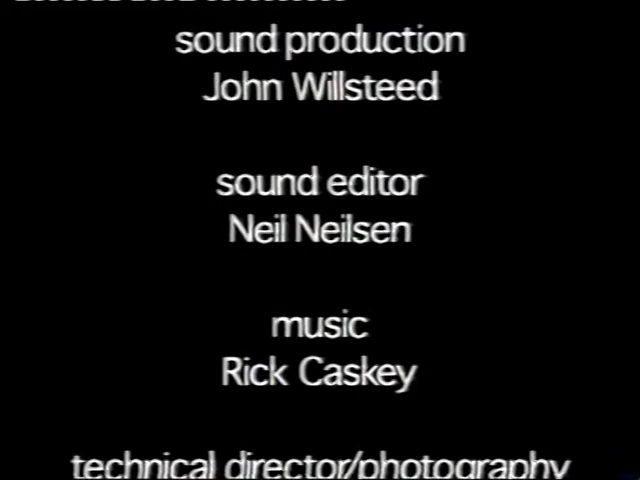 sound production
John Willsteed
sound editor
Neil Neilsen
music
Rick Caskey
technical director/photography